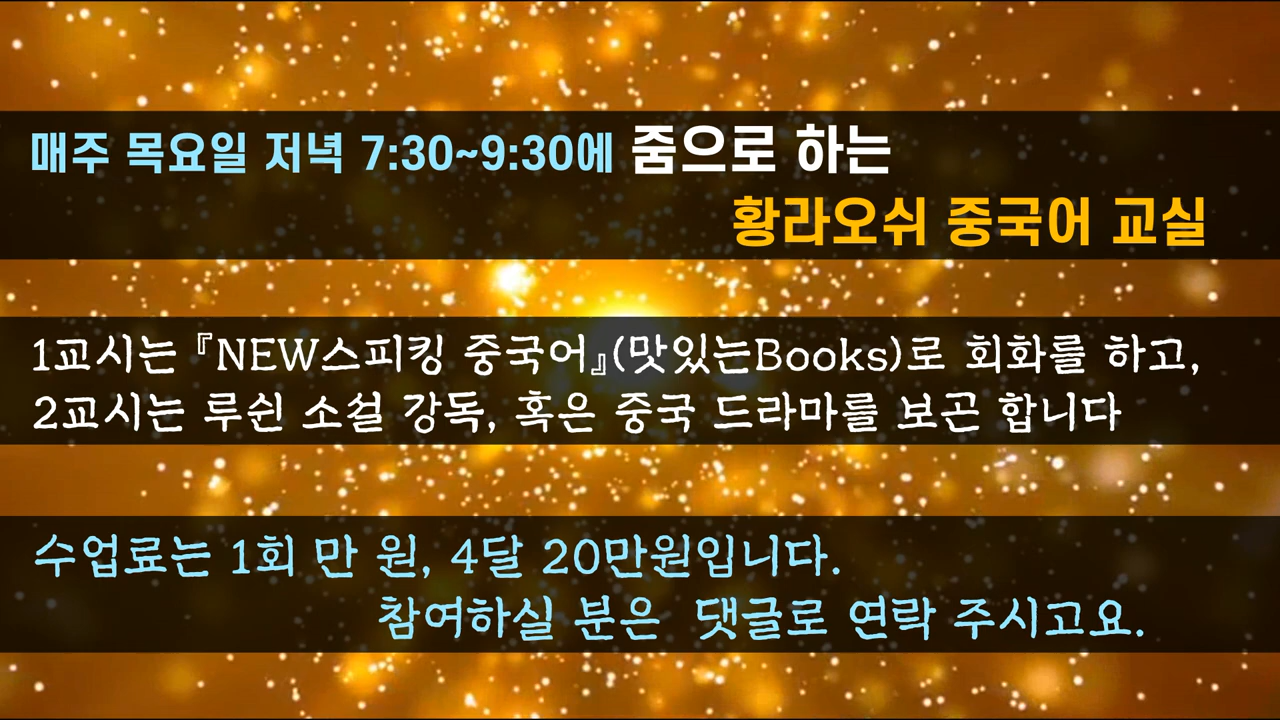 매주 목요일 저녁 7:30~9:30에 줌으로 하는
황라오쉬 중국어 교실
1교시는 『NEW스피킹 중국어』(맛있는Books)로 회화를 하고,
2교시는 루쉰 소설 강독, 혹은 중국 드라마를 보곤 합니다
수업료는 1회 만 원, 4달 20만원입니다.
참여하실 분은 댓글로 연락 주시고요.